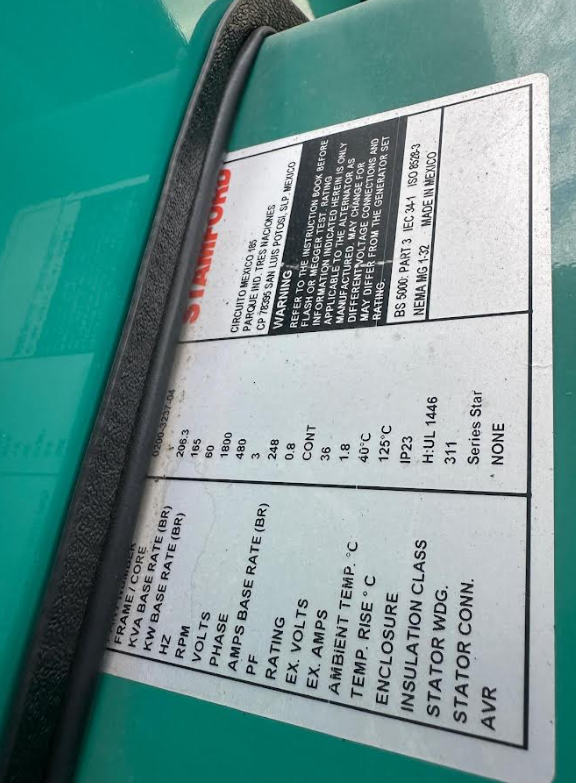 FRAME / CORE
KVA BASE RATE (BR) 206.3
KW BASE RATE (BR) 165
HZ 60
RPM 1800
VOLTS 480
PHASE 3
AMPS BASE RATE (BR) 248
PF 0.8
RATING CONT
EX. VOLTS 36
EX. AMPS 1.8
AMBIENT TEMP. °C 40°C
TEMP. RISE ° C 125°C
ENCLOSURE IP23
INSULATION CLASS H:UL 1446
STATOR WDG. 311
STATOR CONN. Series Star
AVR NONE
STAMFORD
CIRCUITO MEXICO 185
PARQUE IND. TRES NACIONES
CP 78395 SAN LUIS POTOSI, SLP. MEXICO
WARNING
REFER TO THE INSTRUCTION BOOK BEFORE
FLASH OR MEGGER TEST. RATING
INFORMATION INDICATED HEREIN IS ONLY
APPLICABLE TO THE ALTERNATOR AS
MANUFACTURED. MAY CHANGE FOR
DIFFERENT VOLTAGE CONNECTIONS AND
MAY DIFFER FROM THE GENERATOR SET
RATING.
BS 5000: PART 3 IEC 34-1 ISO 8528-3
NEMA MG 1-32 MADE IN MEXICO